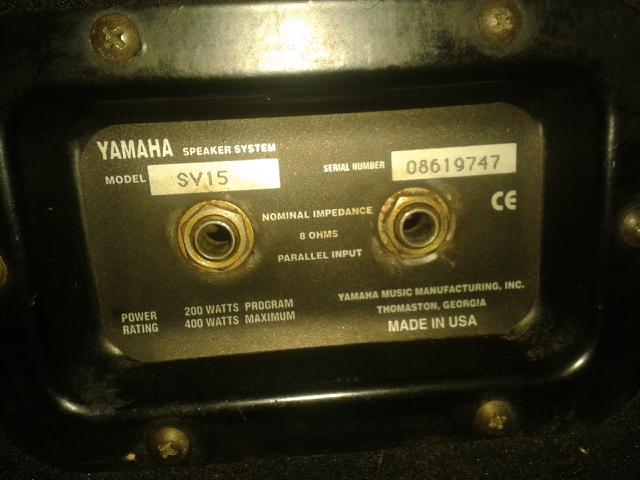 YAMAHA SPEAKER SYSTEM
MODEL SV15
SERIAL NUMBER 08619747
CE
NOMINAL IMPEDANCE
8 OHMS
PARALLEL INPUT
POWER RATING
200 WATTS PROGRAM
400 WATTS MAXIMUM
YAMAHA MUSIC MANUFACTURING, INC.
THOMASTON, GEORGIA
MADE IN USA